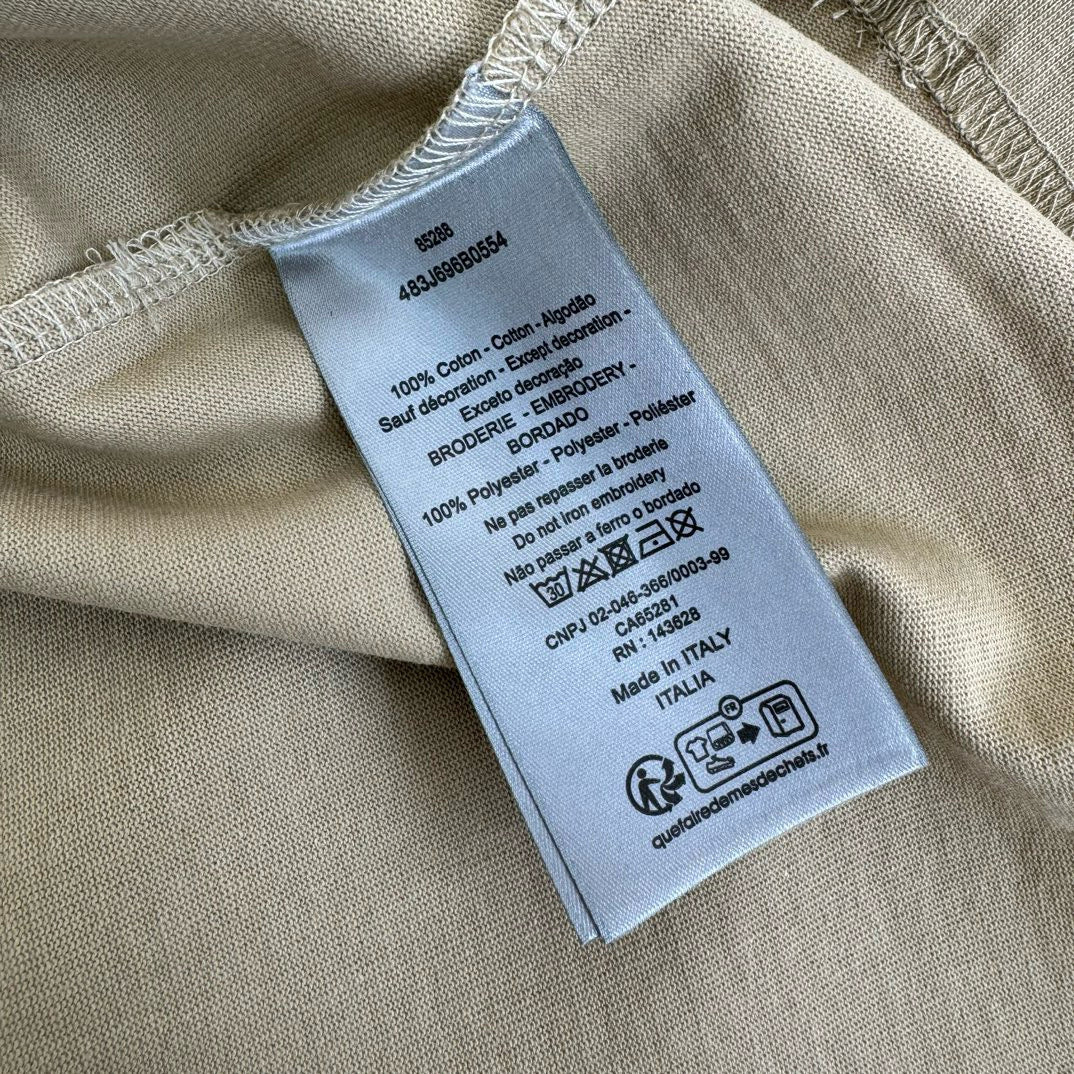 85288
483J696B0554
100% Coton - Cotton - Algodão
Sauf décoration - Except decoration -
Exceto decoração
BRODERIE - EMBRODERY -
BORDADO
100% Polyester - Polyester - Poliéster
Ne pas repasser la broderie
Do not iron embroidery
Não passar a ferro o bordado
30
CNPJ 02-046-366/0003-99
CA65281
RN : 143628
Made In ITALY
ITALIA
FR
quefairedemesdechets.fr